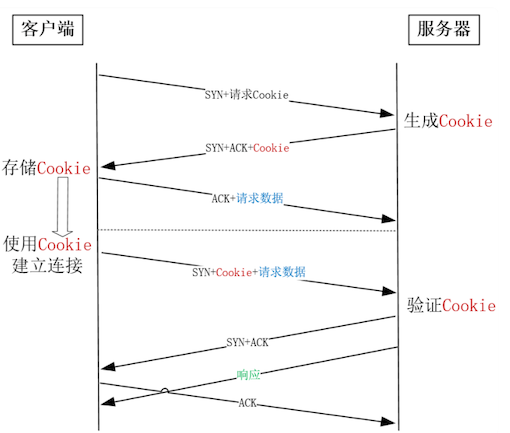 客户端
服务器
SYN+请求Cookie
生成Cookie
SYN+ACK+Cookie
存储Cookie
ACK+请求数据
使用Cookie
建立连接
SYN+Cookie+请求数据
验证Cookie
SYN+ACK
响应
ACK